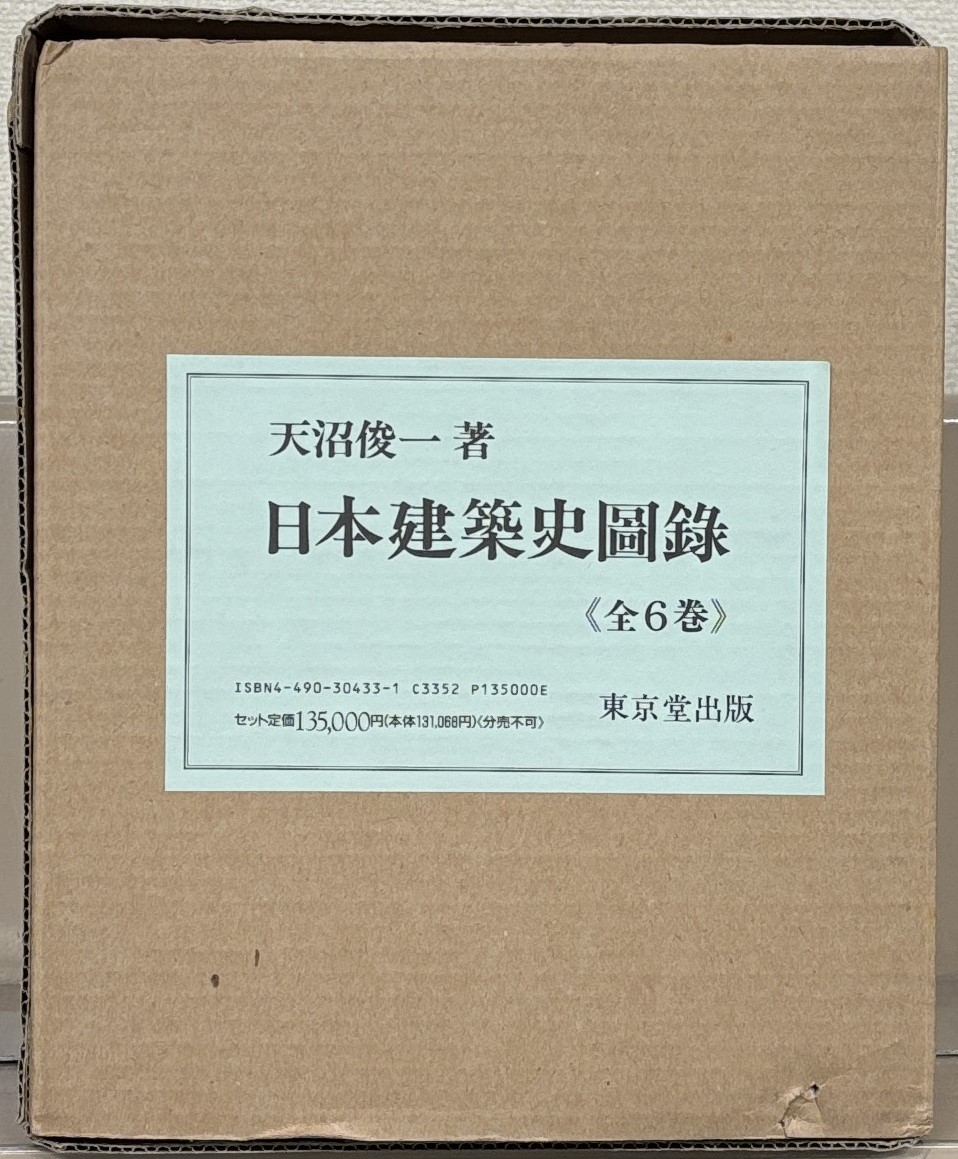 天沼俊一 著
日本建築史圖錄
《全6巻》
ISBN4-490-30433-1 C3352 P135000E
セット定価135,000円(本体131,068円)《分売不可》
東京堂出版